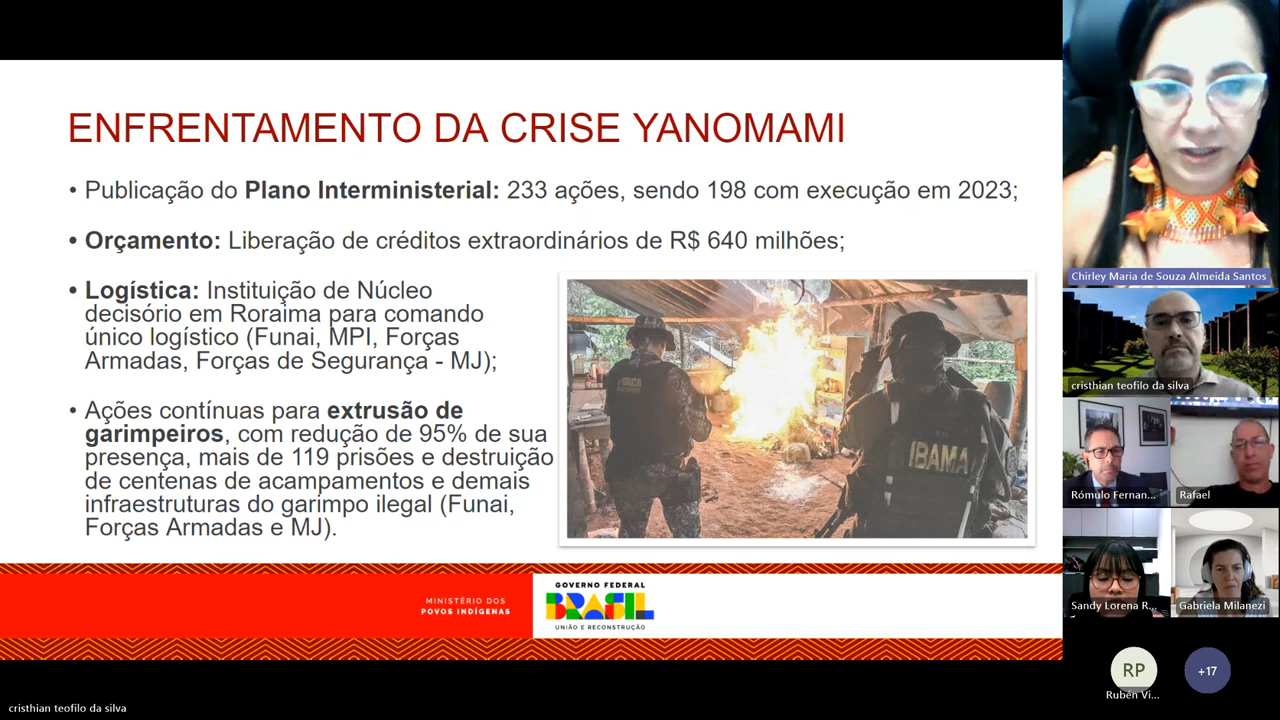 ENFRENTAMENTO DA CRISE YANOMAMI
• Publicação do Plano Interministerial: 233 ações, sendo 198 com execução em 2023;
• Orçamento: Liberação de créditos extraordinários de R$ 640 milhões;
• Logística: Instituição de Núcleo
decisório em Roraima para comando
único logístico (Funai, MPI, Forças
Armadas, Forças de Segurança - MJ);
• Ações contínuas para extrusão de
garimpeiros, com redução de 95% de sua
presença, mais de 119 prisões e destruição
de centenas de acampamentos e demais
infraestruturas do garimpo ilegal (Funai,
Forças Armadas e MJ).
IBAMA
MINISTÉRIO DOS
POVOS INDÍGENAS
GOVERNO FEDERAL
BRASIL
UNIÃO E RECONSTRUÇÃO
cristhian teofilo da silva
Chirley Maria de Souza Almeida Santos
cristhian teofilo da silva
Rómulo Fernan...
Rafael
Sandy Lorena R...
Gabriela Milanezi
RP
Rubén Vi...
+17